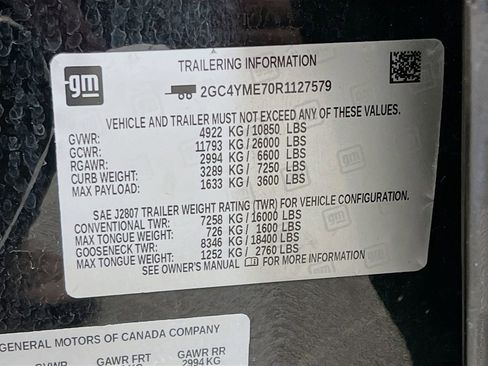 gm
TRAILERING INFORMATION
2GC4YME70R1127579
VEHICLE AND TRAILER MUST NOT EXCEED ANY OF THESE VALUES.
GVWR: 4922 KG/10850 LBS
GCWR: 11793 KG/26000 LBS
RGAWR: 2994 KG/ 6600 LBS
CURB WEIGHT: 3289 KG/ 7250 LBS
MAX PAYLOAD: 1633 KG/ 3600 LBS
SAE J2807 TRAILER WEIGHT RATING (TWR) FOR VEHICLE CONFIGURATION.
CONVENTIONAL TWR: 7258 KG/16000 LBS
MAX TONGUE WEIGHT: 726 KG/ 1600 LBS
GOOSENECK TWR: 8346 KG/18400 LBS
MAX TONGUE WEIGHT: 1252 KG/ 2760 LBS
SEE OWNER'S MANUAL FOR MORE INFORMATION
GENERAL MOTORS OF CANADA COMPANY
GVWR GAWR FRT GAWR RR
KG 2994 KG